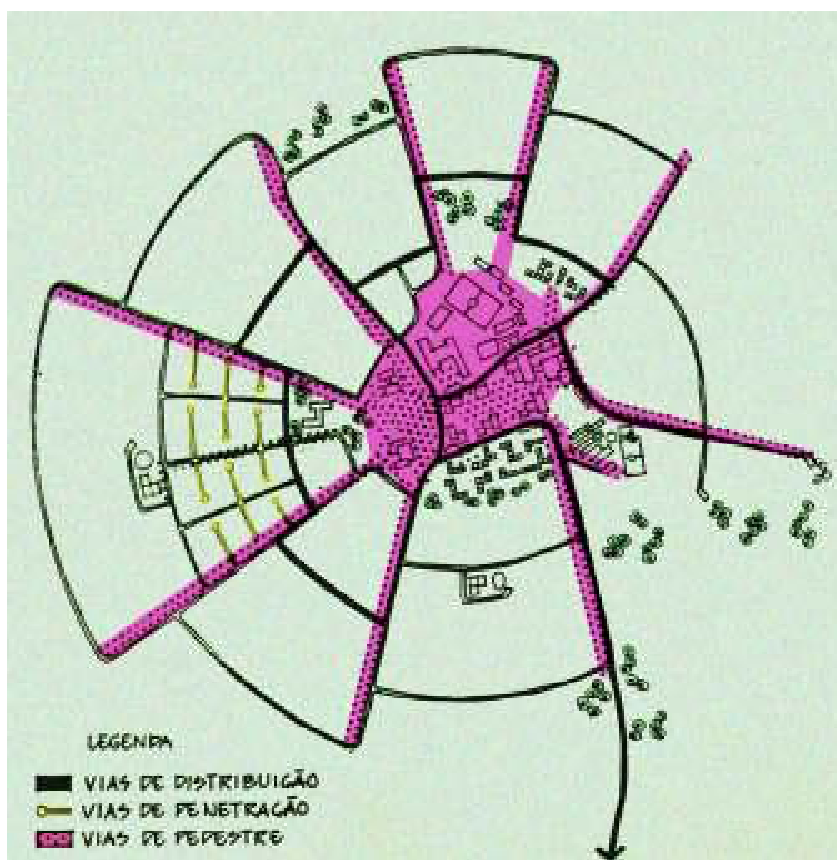 LEGENDA
VIAS DE DISTRIBUIÇÃO
VIAS DE PENETRAÇÃO
VIAS DE PEDESTRE